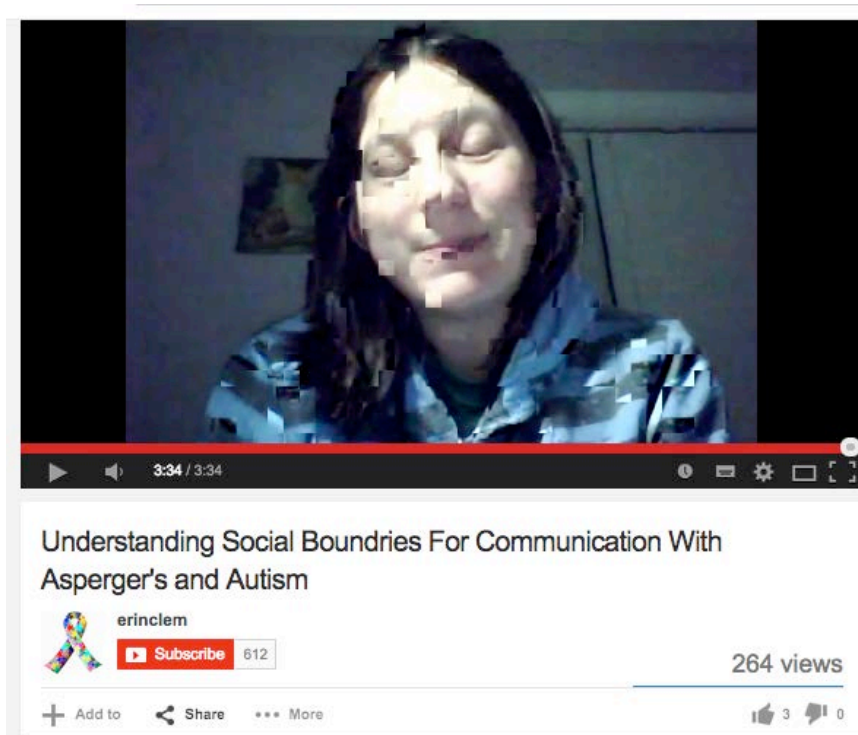 3:34 / 3:34
Understanding Social Boundries For Communication With
Asperger's and Autism
erinclem
Subscribe 612
264 views
Add to Share More 3 0